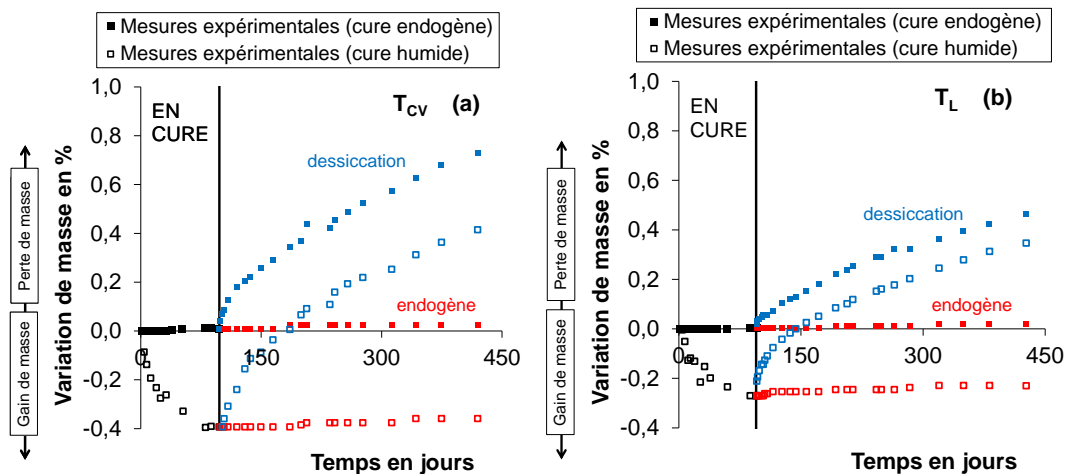 ■ Mesures expérimentales (cure endogène)
□ Mesures expérimentales (cure humide)
1,0
0,8
0,6
0,4
0,2
0,0
-0,2
-0,4
0
150
300
450
EN
CURE
T_CV (a)
dessiccation
endogène
Variation de masse en %
Perte de masse
Gain de masse
Temps en jours
■ Mesures expérimentales (cure endogène)
□ Mesures expérimentales (cure humide)
1,0
0,8
0,6
0,4
0,2
0,0
-0,2
-0,4
0
150
300
450
EN
CURE
T_L (b)
dessiccation
endogène
Variation de masse en %
Perte de masse
Gain de masse
Temps en jours